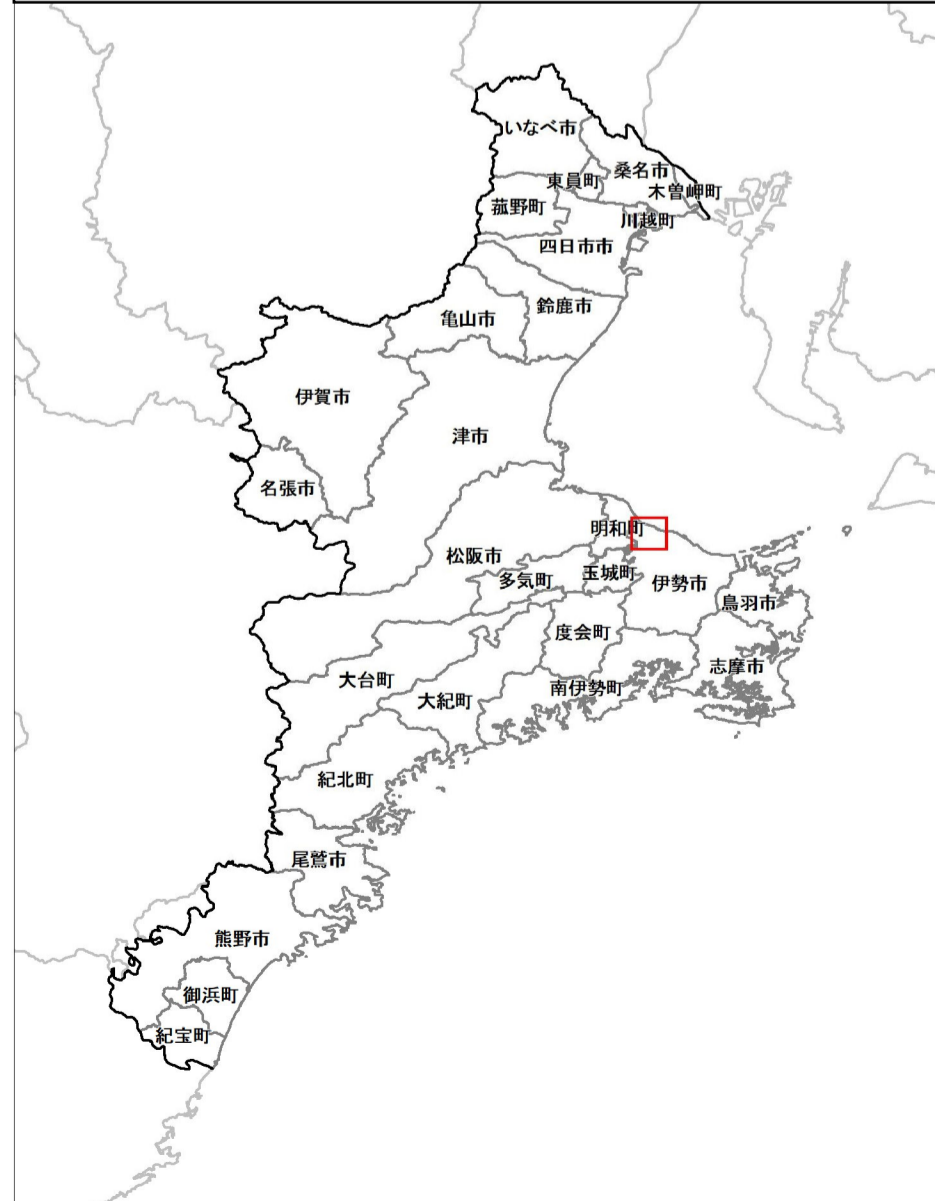 いなべ市
桑名市
東員町
木曽岬町
菰野町
川越町
四日市市
鈴鹿市
亀山市
伊賀市
津市
名張市
明和町
松阪市
多気町
玉城町
伊勢市
鳥羽市
度会町
志摩市
大台町
南伊勢町
大紀町
紀北町
尾鷲市
熊野市
御浜町
紀宝町